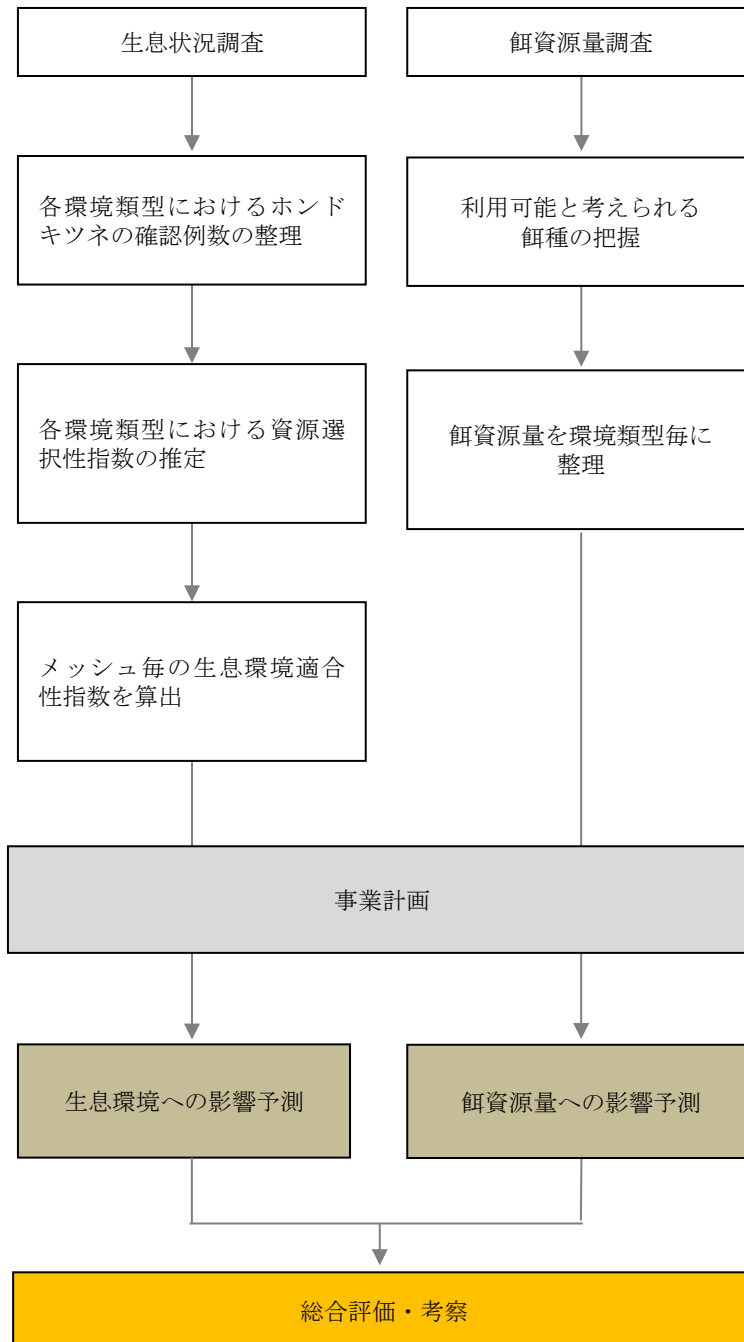 生息状況調査
餌資源量調査
各環境類型におけるホンド
キツネの確認例数の整理
利用可能と考えられる
餌種の把握
各環境類型における資源選
択性指数の推定
餌資源量を環境類型毎に
整理
メッシュ毎の生息環境適合
性指数を算出
事業計画
生息環境への影響予測
餌資源量への影響予測
総合評価・考察